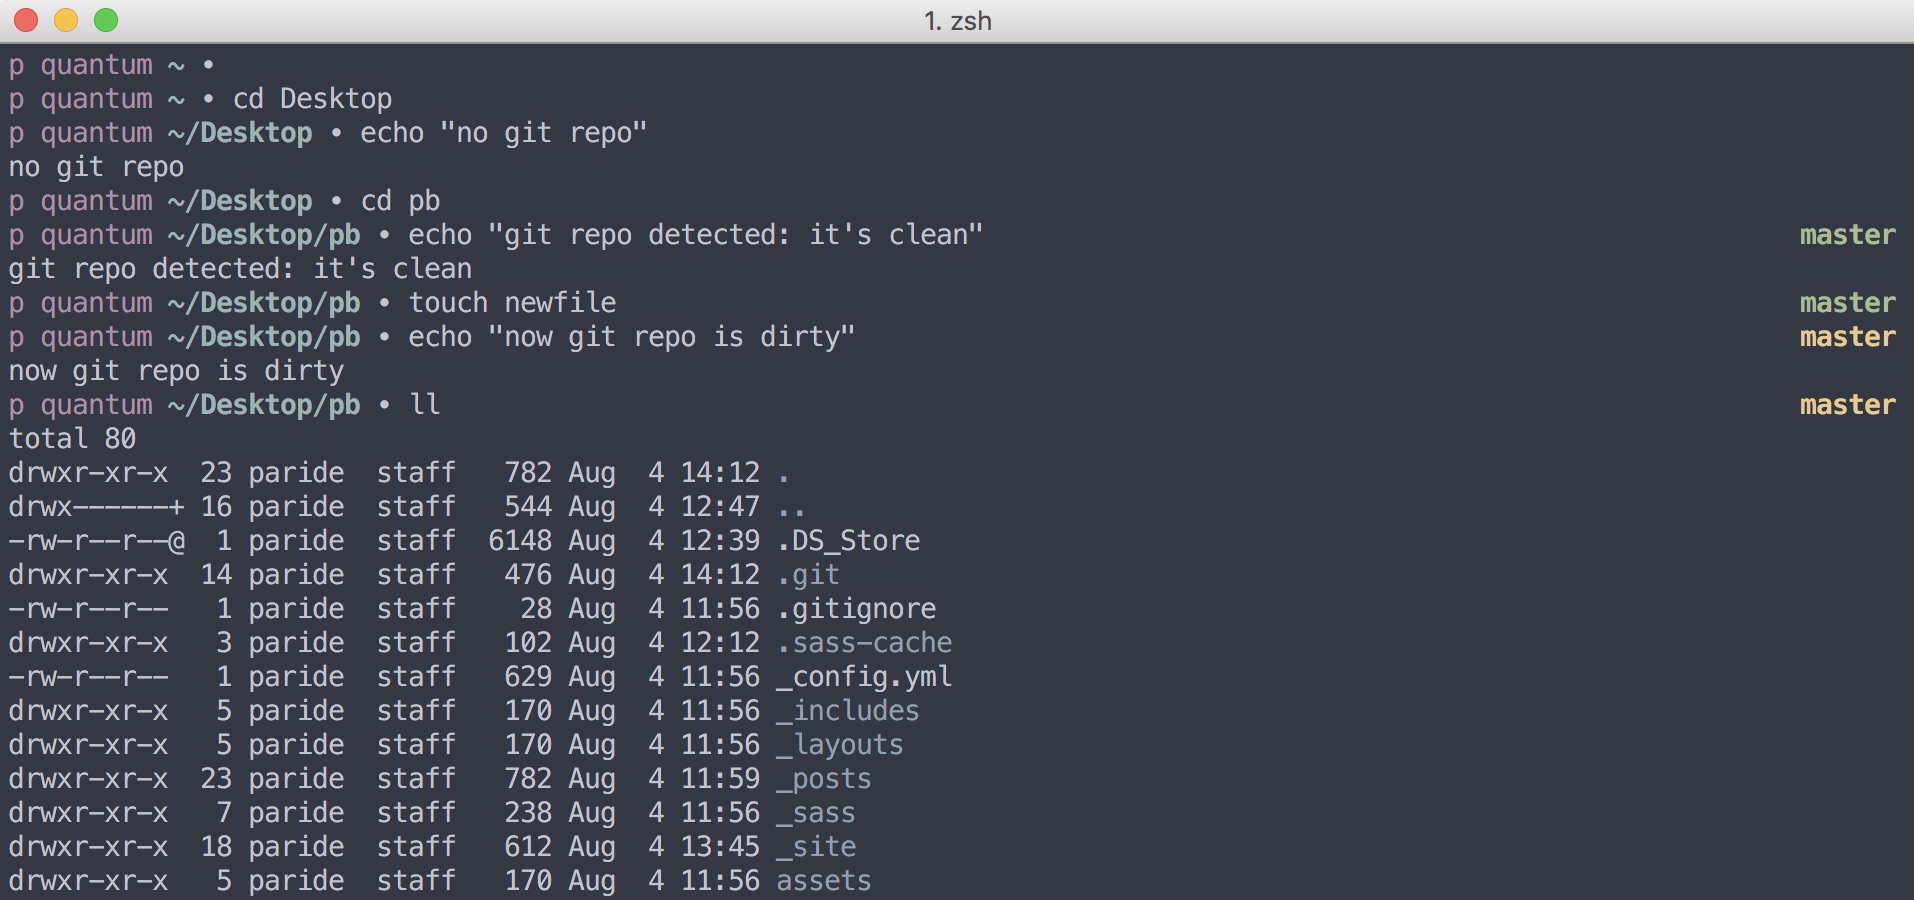 1. zsh
p quantum ~ •
p quantum ~ • cd Desktop
p quantum ~/Desktop • echo "no git repo"
no git repo
p quantum ~/Desktop • cd pb
p quantum ~/Desktop/pb • echo "git repo detected: it's clean" master
git repo detected: it's clean
p quantum ~/Desktop/pb • touch newfile master
p quantum ~/Desktop/pb • echo "now git repo is dirty" master
now git repo is dirty
p quantum ~/Desktop/pb • ll master
total 80
drwxr-xr-x  23 paride  staff   782 Aug  4 14:12 .
drwx------+ 16 paride  staff   544 Aug  4 12:47 ..
-rw-r--r--@  1 paride  staff  6148 Aug  4 12:39 .DS_Store
drwxr-xr-x  14 paride  staff   476 Aug  4 14:12 .git
-rw-r--r--   1 paride  staff    28 Aug  4 11:56 .gitignore
drwxr-xr-x   3 paride  staff   102 Aug  4 12:12 .sass-cache
-rw-r--r--   1 paride  staff   629 Aug  4 11:56 _config.yml
drwxr-xr-x   5 paride  staff   170 Aug  4 11:56 _includes
drwxr-xr-x   5 paride  staff   170 Aug  4 11:56 _layouts
drwxr-xr-x  23 paride  staff   782 Aug  4 11:59 _posts
drwxr-xr-x   7 paride  staff   238 Aug  4 11:56 _sass
drwxr-xr-x  18 paride  staff   612 Aug  4 13:45 _site
drwxr-xr-x   5 paride  staff   170 Aug  4 11:56 assets